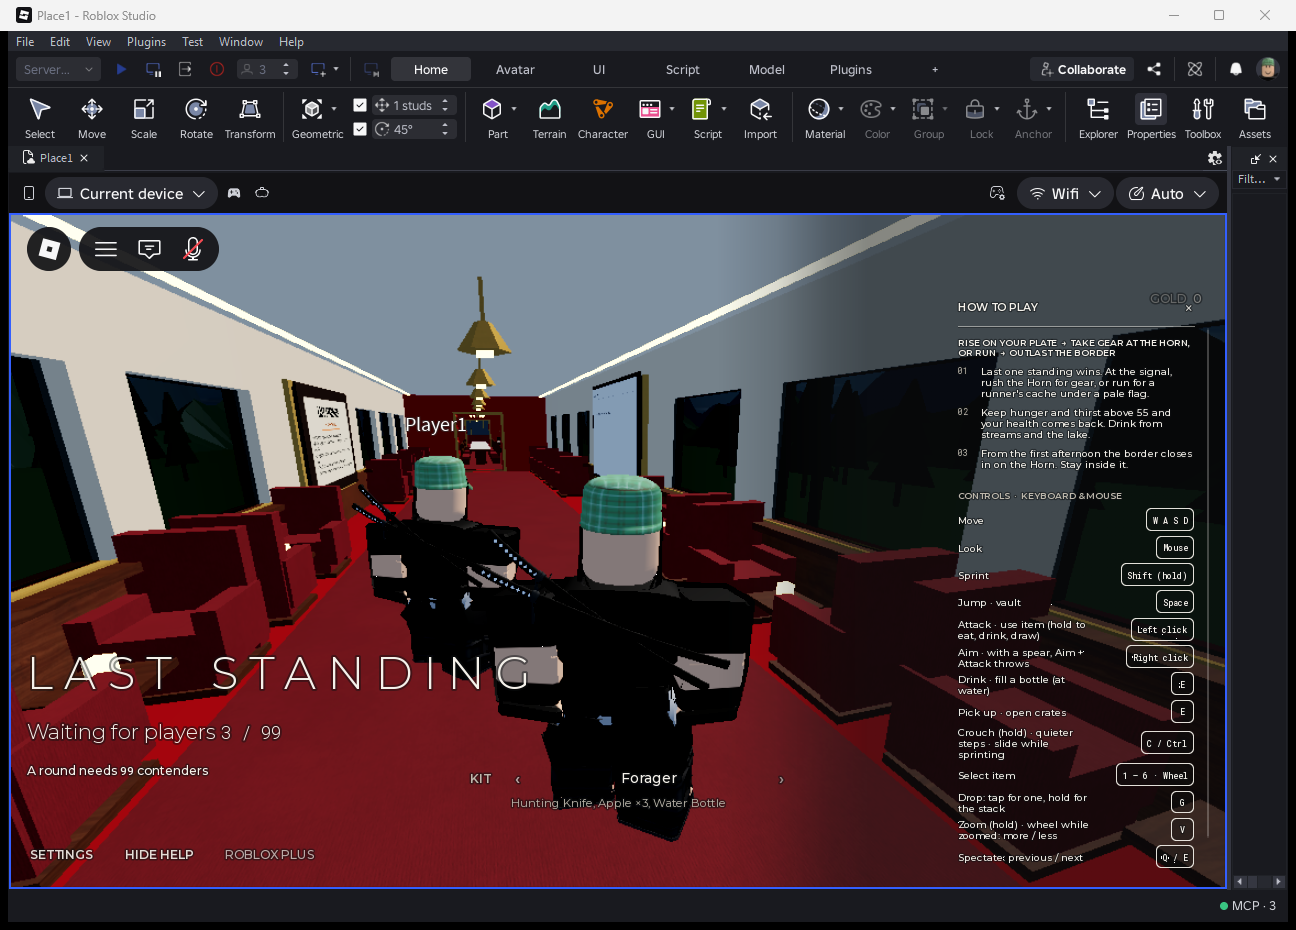 Place1 - Roblox Studio
File Edit View Plugins Test Window Help
Server... 3 Home Avatar UI Script Model Plugins + Collaborate
1 studs
45°
Select Move Scale Rotate Transform Geometric Part Terrain Character GUI Script Import Material Color Group Lock Anchor Explorer Properties Toolbox Assets
Place1
Filt...
Current device Wifi Auto
GOLD 0
HOW TO PLAY ×
RISE ON YOUR PLATE → TAKE GEAR AT THE HORN,
OR RUN → OUTLAST THE BORDER
01 Last one standing wins. At the signal,
rush the Horn for gear, or run for a
runner's cache under a pale flag.
02 Keep hunger and thirst above 55 and
your health comes back. Drink from
streams and the lake.
03 From the first afternoon the border closes
in on the Horn. Stay inside it.
CONTROLS · KEYBOARD & MOUSE
Move W A S D
Look Mouse
Sprint Shift (hold)
Jump · vault Space
Attack · use item (hold to
eat, drink, draw) Left click
Aim · with a spear, Aim +
Attack throws Right click
Drink · fill a bottle (at
water) E
Pick up · open crates E
Crouch (hold) · quieter
steps · slide while
sprinting C / Ctrl
Select item 1 – 6 · Wheel
Drop: tap for one, hold for
the stack G
Zoom (hold) · wheel while
zoomed: more / less V
Spectate: previous / next Q / E
Player1
LAST STANDING
Waiting for players 3 / 99
A round needs 99 contenders
KIT ‹ Forager ›
Hunting Knife, Apple ×3, Water Bottle
SETTINGS HIDE HELP ROBLOX PLUS
MCP · 3